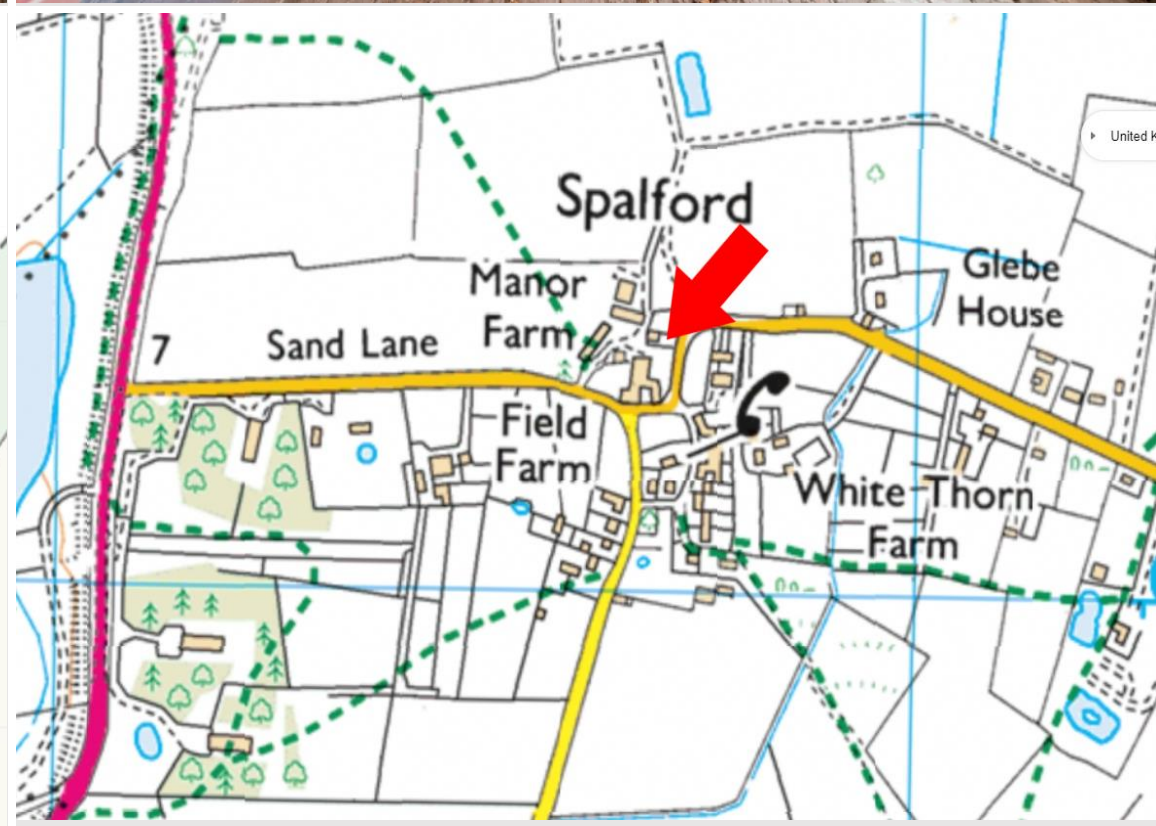 Spalford
United K
Glebe
House
Manor
Farm
7
Sand Lane
Field
Farm
White Thorn
Farm